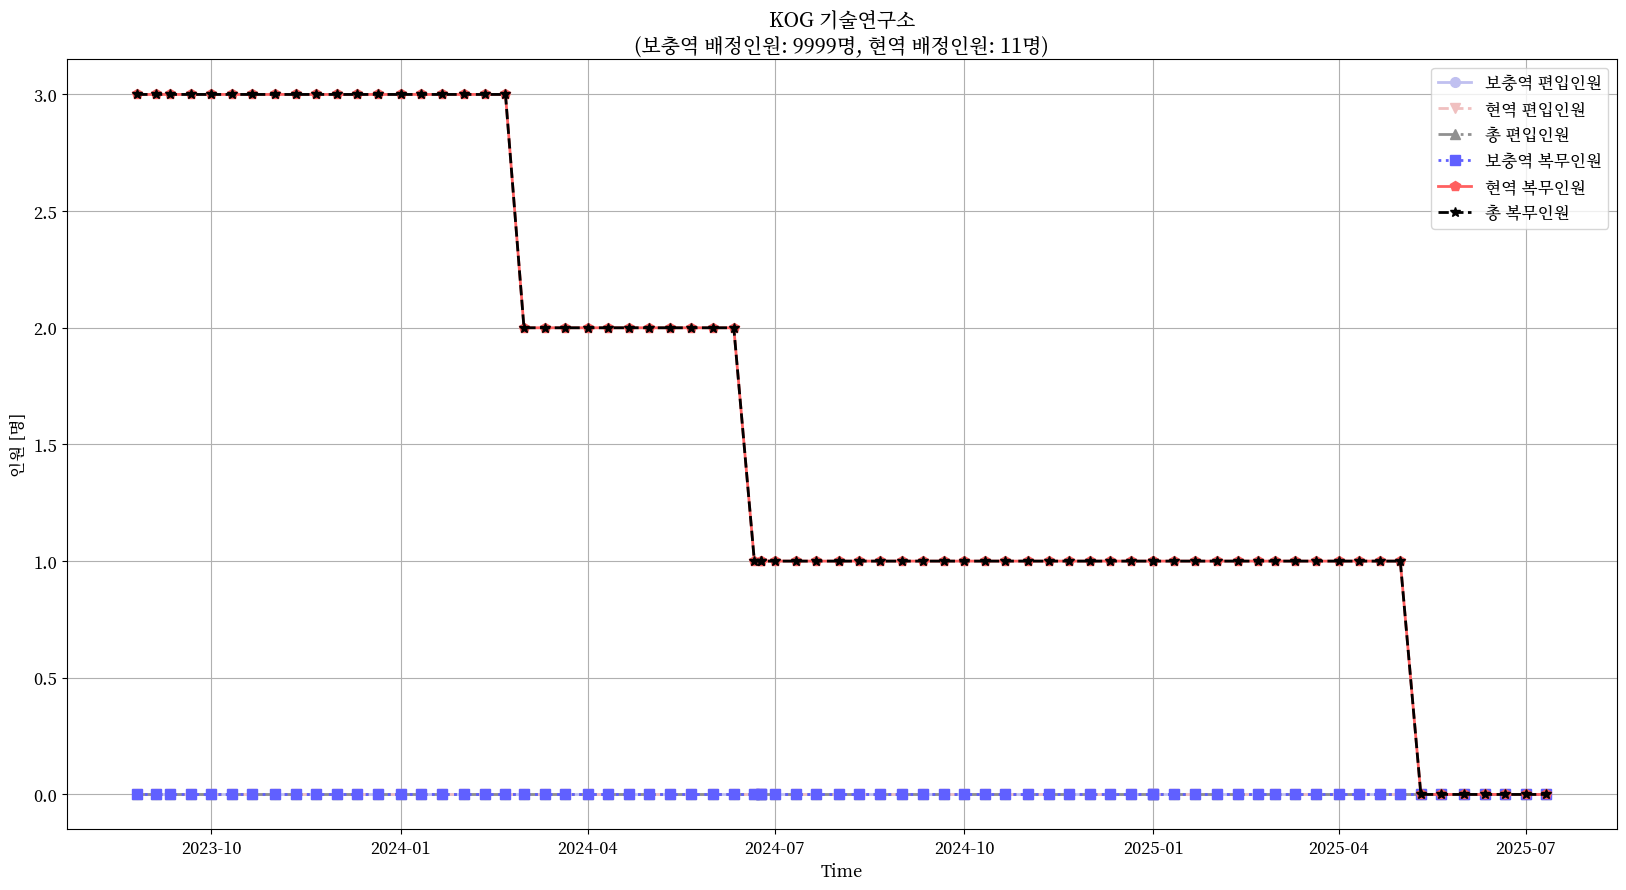 KOG 기술연구소
(보충역 배정인원: 9999명, 현역 배정인원: 11명)
보충역 편입인원
현역 편입인원
총 편입인원
보충역 복무인원
현역 복무인원
총 복무인원
3.0
2.5
2.0
1.5
1.0
0.5
0.0
인원 [명]
2023-10
2024-01
2024-04
2024-07
2024-10
2025-01
2025-04
2025-07
Time